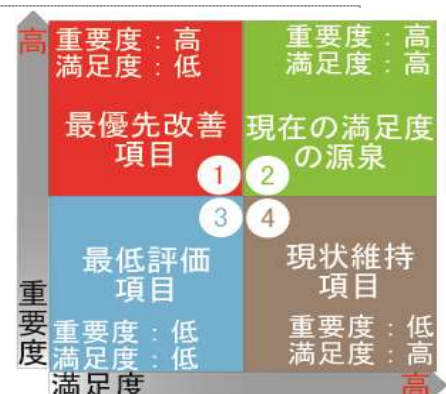 高
重要度：高
満足度：低
最優先改善
項目
1
重要度：高
満足度：高
現在の満足度
の源泉
2
3
最低評価
項目
重要度：低
満足度：低
4
現状維持
項目
重要度：低
満足度：高
重要度
満足度
高